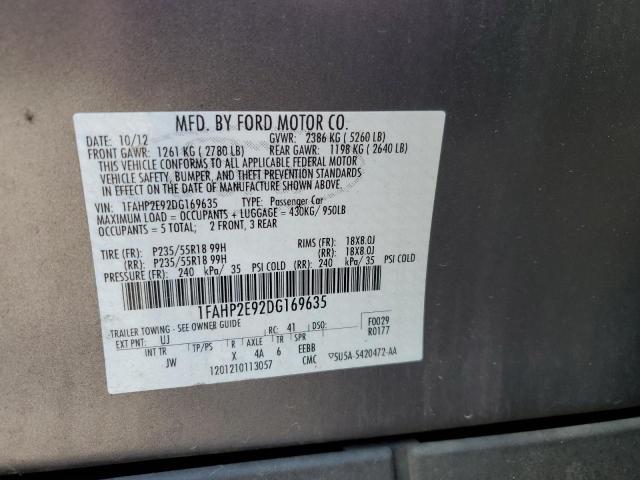 MFD. BY FORD MOTOR CO.
DATE: 10/12 GVWR: 2386 KG ( 5260 LB)
FRONT GAWR: 1261 KG ( 2780 LB) REAR GAWR: 1198 KG ( 2640 LB)
THIS VEHICLE CONFORMS TO ALL APPLICABLE FEDERAL MOTOR
VEHICLE SAFETY, BUMPER, AND THEFT PREVENTION STANDARDS
IN EFFECT ON THE DATE OF MANUFACTURE SHOWN ABOVE.
VIN: 1FAHP2E92DG169635 TYPE: Passenger Car
MAXIMUM LOAD = OCCUPANTS + LUGGAGE = 430KG/ 950LB
OCCUPANTS = 5 TOTAL; 2 FRONT, 3 REAR
TIRE (FR): P235/55R18 99H RIMS (FR): 18X8.0J
(RR): P235/55R18 99H (RR): 18X8.0J
PRESSURE (FR): 240 kPa/ 35 PSI COLD (RR): 240 kPa/ 35 PSI COLD
1FAHP2E92DG169635
TRAILER TOWING - SEE OWNER GUIDE
EXT PNT: UJ RC: 41 DSO: F0029
R0177
INT TR TP/PS R AXLE TR SPR
JW X 4A 6 EEBB
1201210113057 CMC 5U5A-5420472-AA